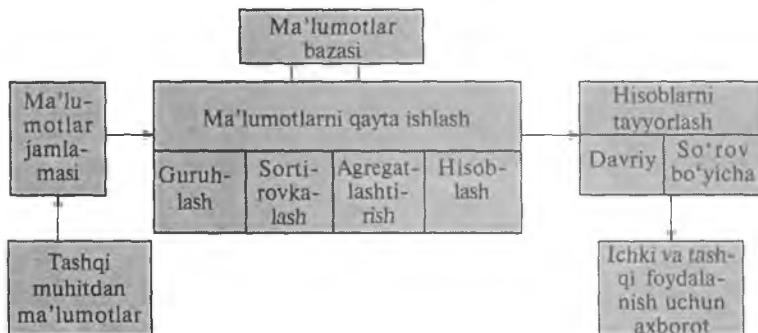 Ma'lumotlar
bazasi
Ma'lu-
motlar
jamla-
masi
Ma'lumotlarni qayta ishlash
Guruh-
lash
Sorti-
rovka-
lash
Agregat-
lashti-
rish
Hisob-
lash
Hisoblarni
tayyorlash
Davriy
So‘rov
bo‘yicha
Tashqi
muhitdan
ma'lumotlar
Ichki va tash-
qi foydala-
nish uchun
axborot